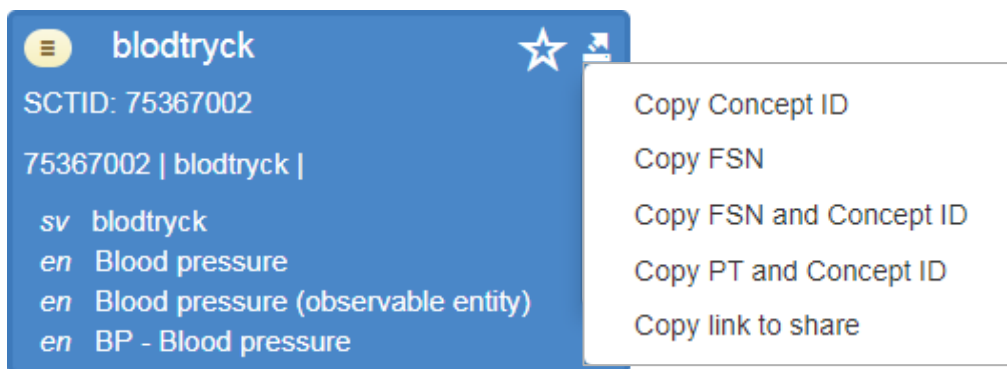 blodtryck
SCTID: 75367002
75367002 | blodtryck |
sv blodtryck
en Blood pressure
en Blood pressure (observable entity)
en BP - Blood pressure
Copy Concept ID
Copy FSN
Copy FSN and Concept ID
Copy PT and Concept ID
Copy link to share